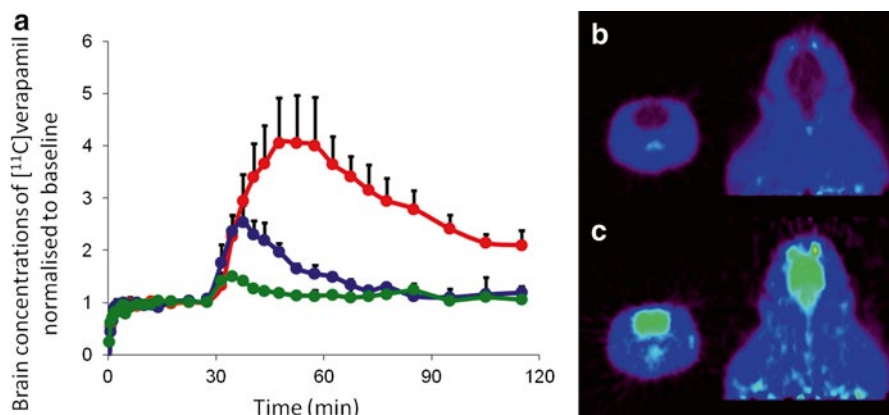 a
Brain concentrations of [¹¹C]verapamil
normalised to baseline
6
5
4
3
2
1
0
0 30 60 90 120
Time (min)
b
c